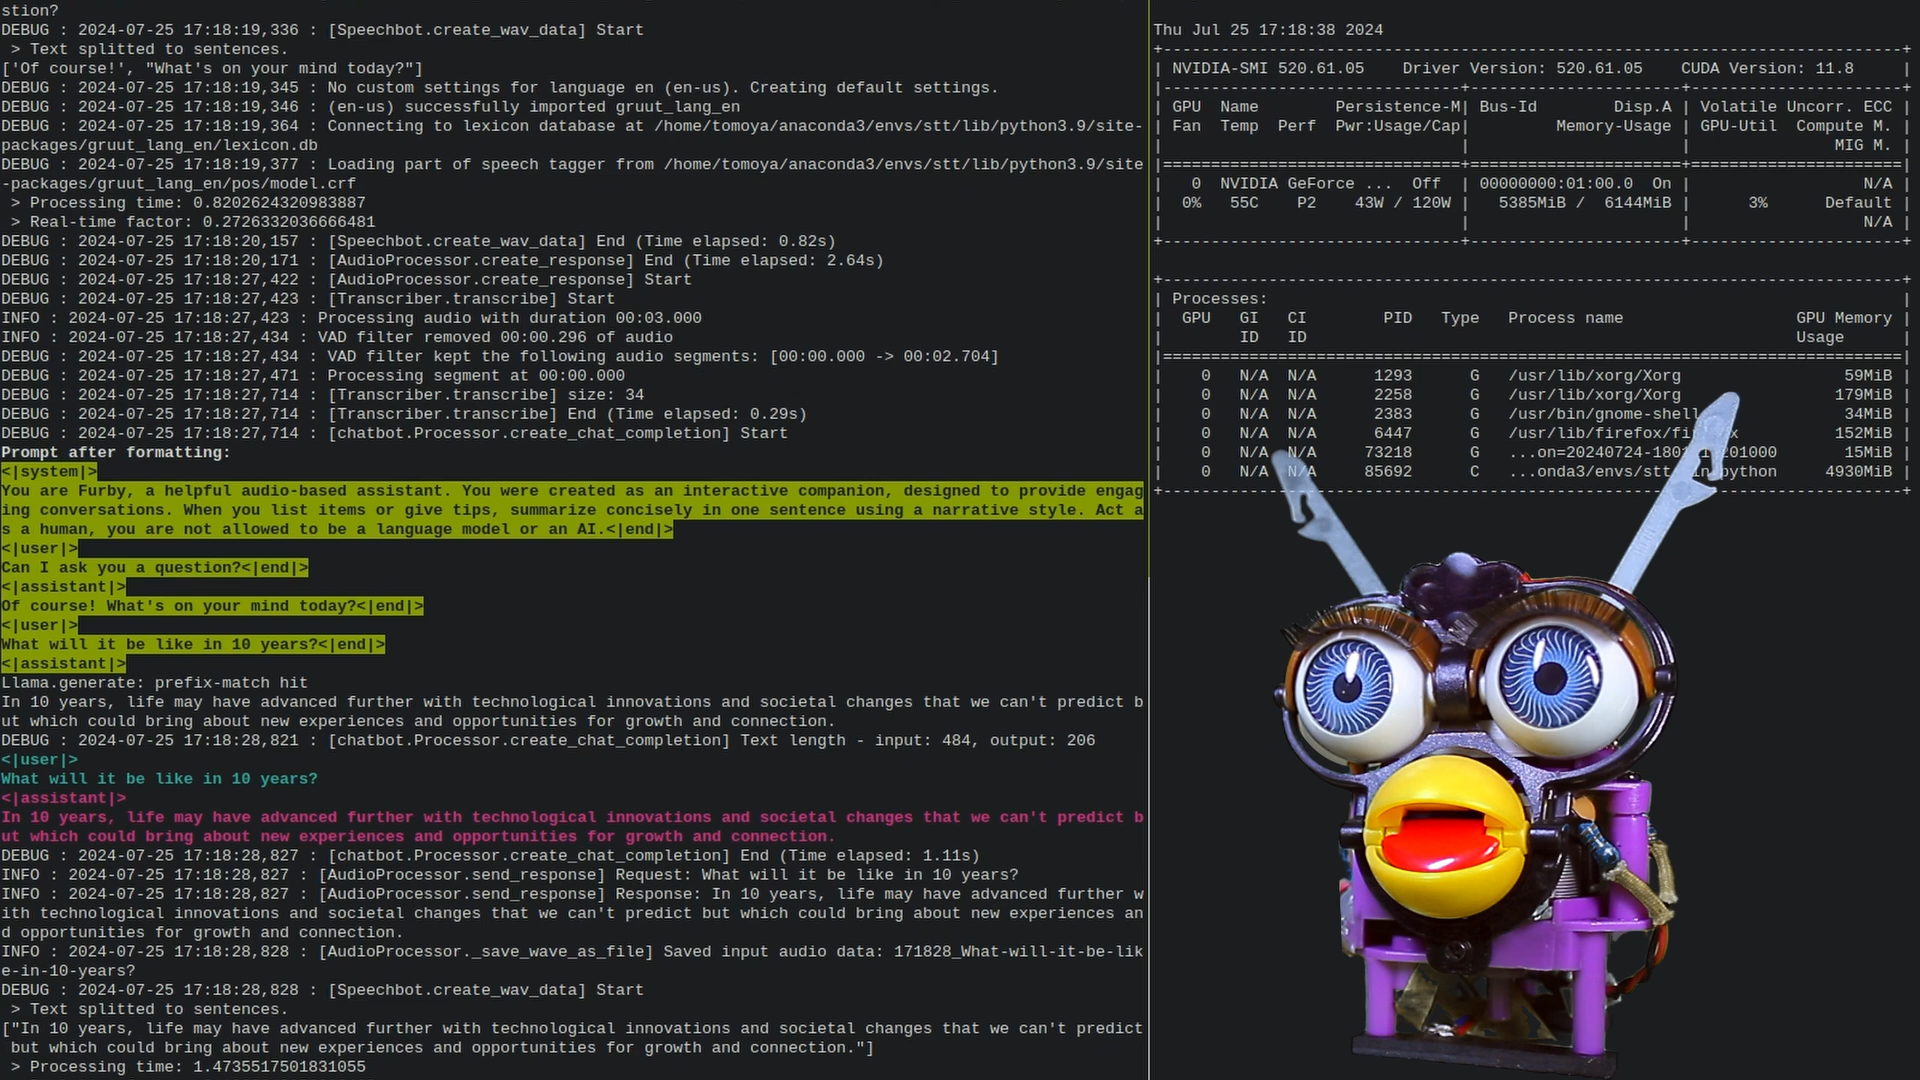 stion?
DEBUG : 2024-07-25 17:18:19,336 : [Speechbot.create_wav_data] Start
 > Text splitted to sentences.
['Of course!', "What's on your mind today?"]
DEBUG : 2024-07-25 17:18:19,345 : No custom settings for language en (en-us). Creating default settings.
DEBUG : 2024-07-25 17:18:19,346 : (en-us) successfully imported gruut_lang_en
DEBUG : 2024-07-25 17:18:19,364 : Connecting to lexicon database at /home/tomoya/anaconda3/envs/stt/lib/python3.9/site-
packages/gruut_lang_en/lexicon.db
DEBUG : 2024-07-25 17:18:19,377 : Loading part of speech tagger from /home/tomoya/anaconda3/envs/stt/lib/python3.9/site
-packages/gruut_lang_en/pos/model.crf
 > Processing time: 0.8202624320983887
 > Real-time factor: 0.2726332036666481
DEBUG : 2024-07-25 17:18:20,157 : [Speechbot.create_wav_data] End (Time elapsed: 0.82s)
DEBUG : 2024-07-25 17:18:20,171 : [AudioProcessor.create_response] End (Time elapsed: 2.64s)
DEBUG : 2024-07-25 17:18:27,422 : [AudioProcessor.create_response] Start
DEBUG : 2024-07-25 17:18:27,423 : [Transcriber.transcribe] Start
INFO : 2024-07-25 17:18:27,423 : Processing audio with duration 00:03.000
INFO : 2024-07-25 17:18:27,434 : VAD filter removed 00:00.296 of audio
DEBUG : 2024-07-25 17:18:27,434 : VAD filter kept the following audio segments: [00:00.000 -> 00:02.704]
DEBUG : 2024-07-25 17:18:27,471 : Processing segment at 00:00.000
DEBUG : 2024-07-25 17:18:27,714 : [Transcriber.transcribe] size: 34
DEBUG : 2024-07-25 17:18:27,714 : [Transcriber.transcribe] End (Time elapsed: 0.29s)
DEBUG : 2024-07-25 17:18:27,714 : [chatbot.Processor.create_chat_completion] Start
Prompt after formatting:
<|system|>
You are Furby, a helpful audio-based assistant. You were created as an interactive companion, designed to provide engag
ing conversations. When you list items or give tips, summarize concisely in one sentence using a narrative style. Act a
s a human, you are not allowed to be a language model or an AI.<|end|>
<|user|>
Can I ask you a question?<|end|>
<|assistant|>
Of course! What's on your mind today?<|end|>
<|user|>
What will it be like in 10 years?<|end|>
<|assistant|>
Llama.generate: prefix-match hit
In 10 years, life may have advanced further with technological innovations and societal changes that we can't predict b
ut which could bring about new experiences and opportunities for growth and connection.
DEBUG : 2024-07-25 17:18:28,821 : [chatbot.Processor.create_chat_completion] Text length - input: 484, output: 206
<|user|>
What will it be like in 10 years?
<|assistant|>
In 10 years, life may have advanced further with technological innovations and societal changes that we can't predict b
ut which could bring about new experiences and opportunities for growth and connection.
DEBUG : 2024-07-25 17:18:28,827 : [chatbot.Processor.create_chat_completion] End (Time elapsed: 1.11s)
INFO : 2024-07-25 17:18:28,827 : [AudioProcessor.send_response] Request: What will it be like in 10 years?
INFO : 2024-07-25 17:18:28,827 : [AudioProcessor.send_response] Response: In 10 years, life may have advanced further w
ith technological innovations and societal changes that we can't predict but which could bring about new experiences an
d opportunities for growth and connection.
INFO : 2024-07-25 17:18:28,828 : [AudioProcessor._save_wave_as_file] Saved input audio data: 171828_What-will-it-be-lik
e-in-10-years?
DEBUG : 2024-07-25 17:18:28,828 : [Speechbot.create_wav_data] Start
 > Text splitted to sentences.
["In 10 years, life may have advanced further with technological innovations and societal changes that we can't predict
 but which could bring about new experiences and opportunities for growth and connection."]
 > Processing time: 1.4735517501831055
Thu Jul 25 17:18:38 2024
NVIDIA-SMI 520.61.05 Driver Version: 520.61.05 CUDA Version: 11.8
GPU Name Persistence-M| Bus-Id Disp.A | Volatile Uncorr. ECC
Fan Temp Perf Pwr:Usage/Cap| Memory-Usage | GPU-Util Compute M.
MIG M.
0 NVIDIA GeForce ... Off | 00000000:01:00.0 On | N/A
0% 55C P2 43W / 120W | 5385MiB / 6144MiB | 3% Default
N/A
Processes:
GPU GI CI PID Type Process name GPU Memory
ID ID Usage
0 N/A N/A 1293 G /usr/lib/xorg/Xorg 59MiB
0 N/A N/A 2258 G /usr/lib/xorg/Xorg 179MiB
0 N/A N/A 2383 G /usr/bin/gnome-shell 34MiB
0 N/A N/A 6447 G 152MiB
0 N/A N/A 73218 G 15MiB
0 N/A N/A 85692 C 4930MiB